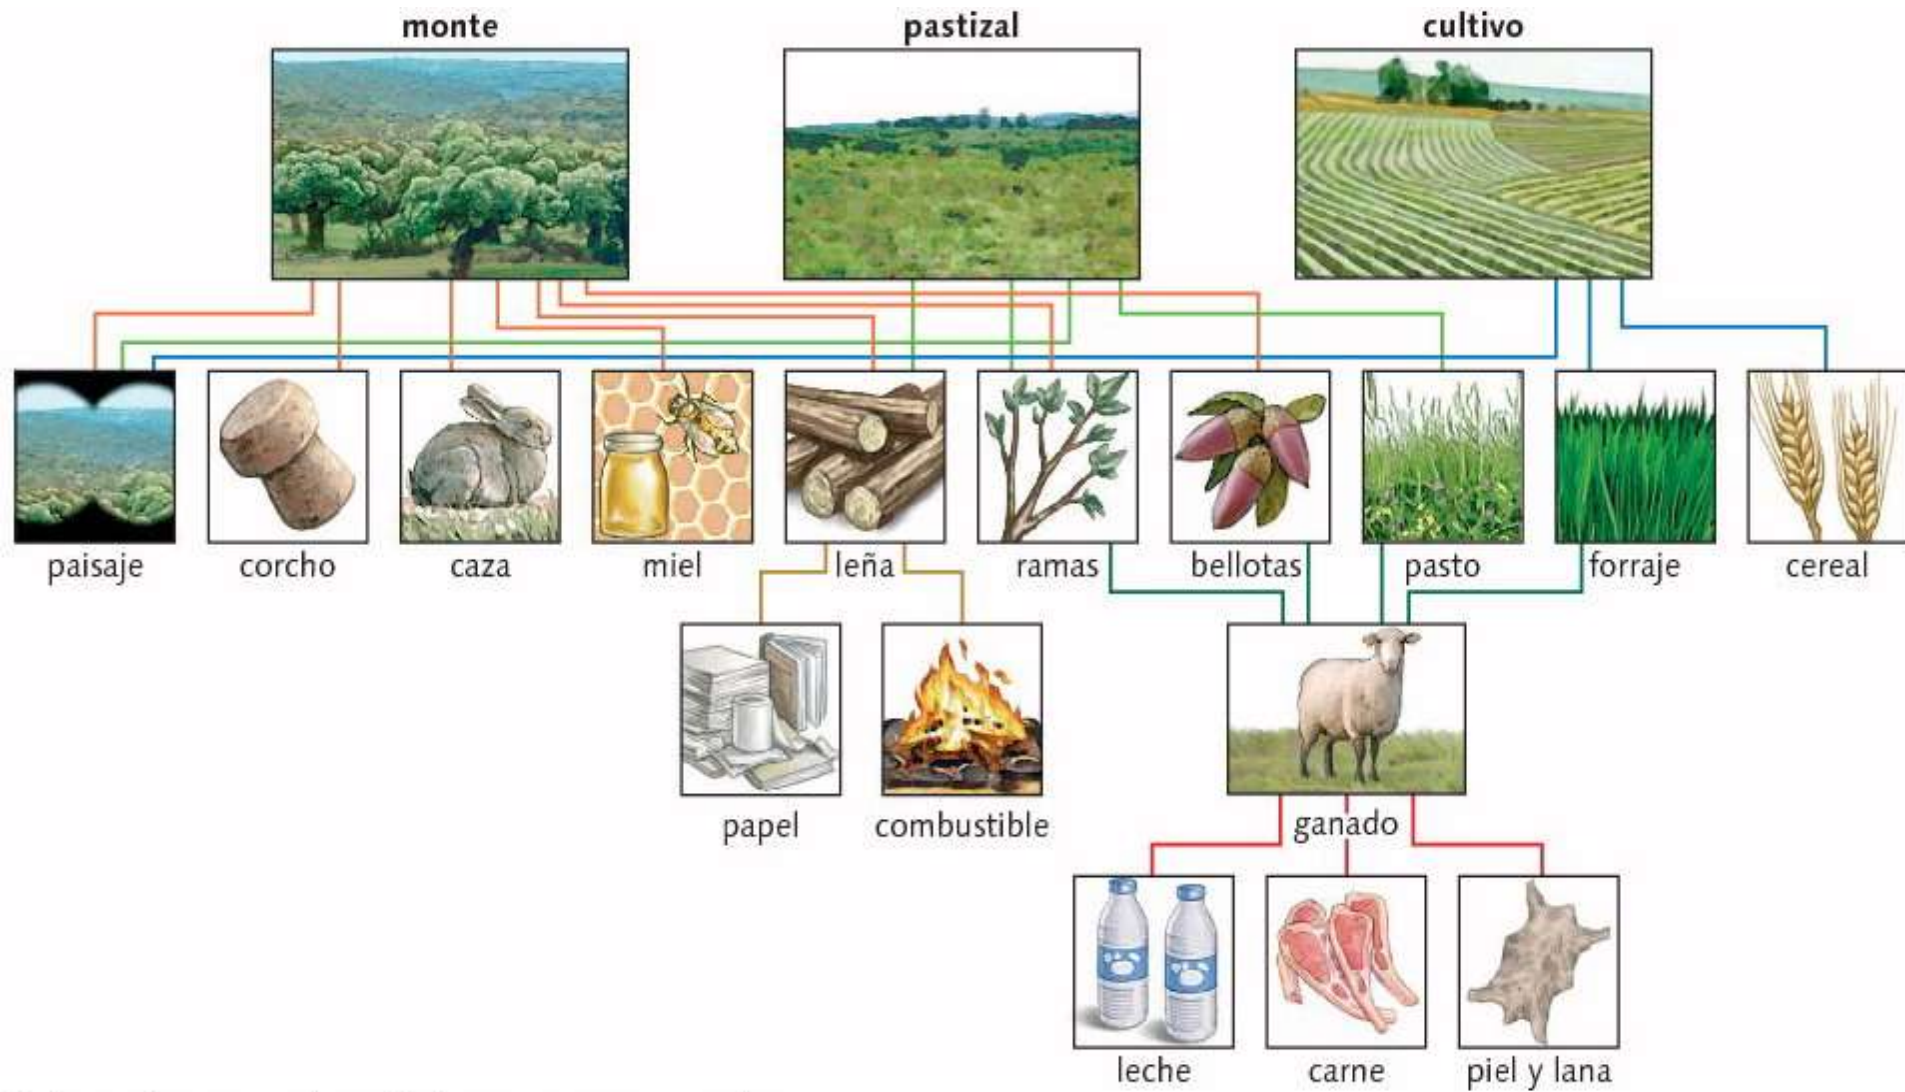 monte
pastizal
cultivo
paisaje
corcho
caza
miel
leña
ramas
bellotas
pasto
forraje
cereal
papel
combustible
ganado
leche
carne
piel y lana